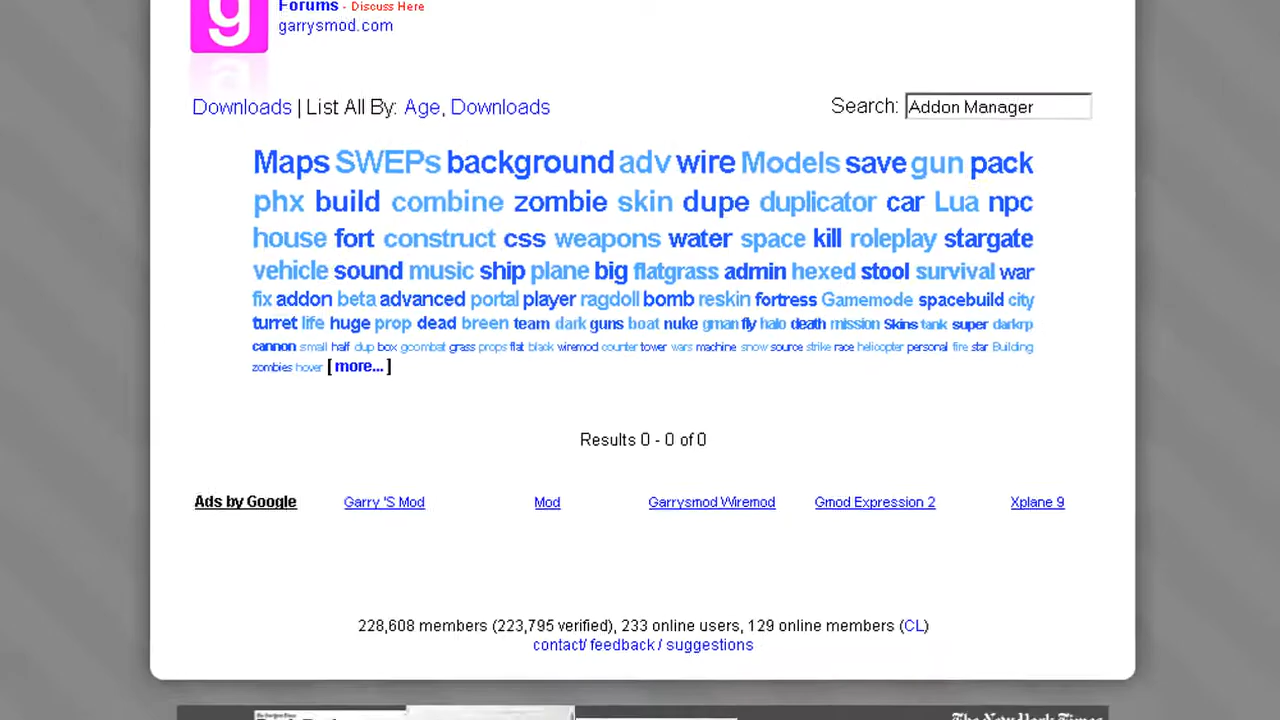 g
Forums - Discuss Here
garrysmod.com
Downloads | List All By: Age, Downloads
Search: Addon Manager
Maps SWEPs background adv wire Models save gun pack
phx build combine zombie skin dupe duplicator car Lua npc
house fort construct css weapons water space kill roleplay stargate
vehicle sound music ship plane big flatgrass admin hexed stool survival war
fix addon beta advanced portal player ragdoll bomb reskin fortress Gamemode spacebuild city
turret life huge prop dead breen team dark guns boat nuke gman fly halo death mission Skins tank super darkrp
cannon small half dup box gcombat grass props flat black wiremod counter tower wars machine snow source strike race helicopter personal fire star Building
zombies hover [ more... ]
Results 0 - 0 of 0
Ads by Google Garry 'S Mod Mod Garrysmod Wiremod Gmod Expression 2 Xplane 9
228,608 members (223,795 verified), 233 online users, 129 online members (CL)
contact/ feedback / suggestions
The New York Times